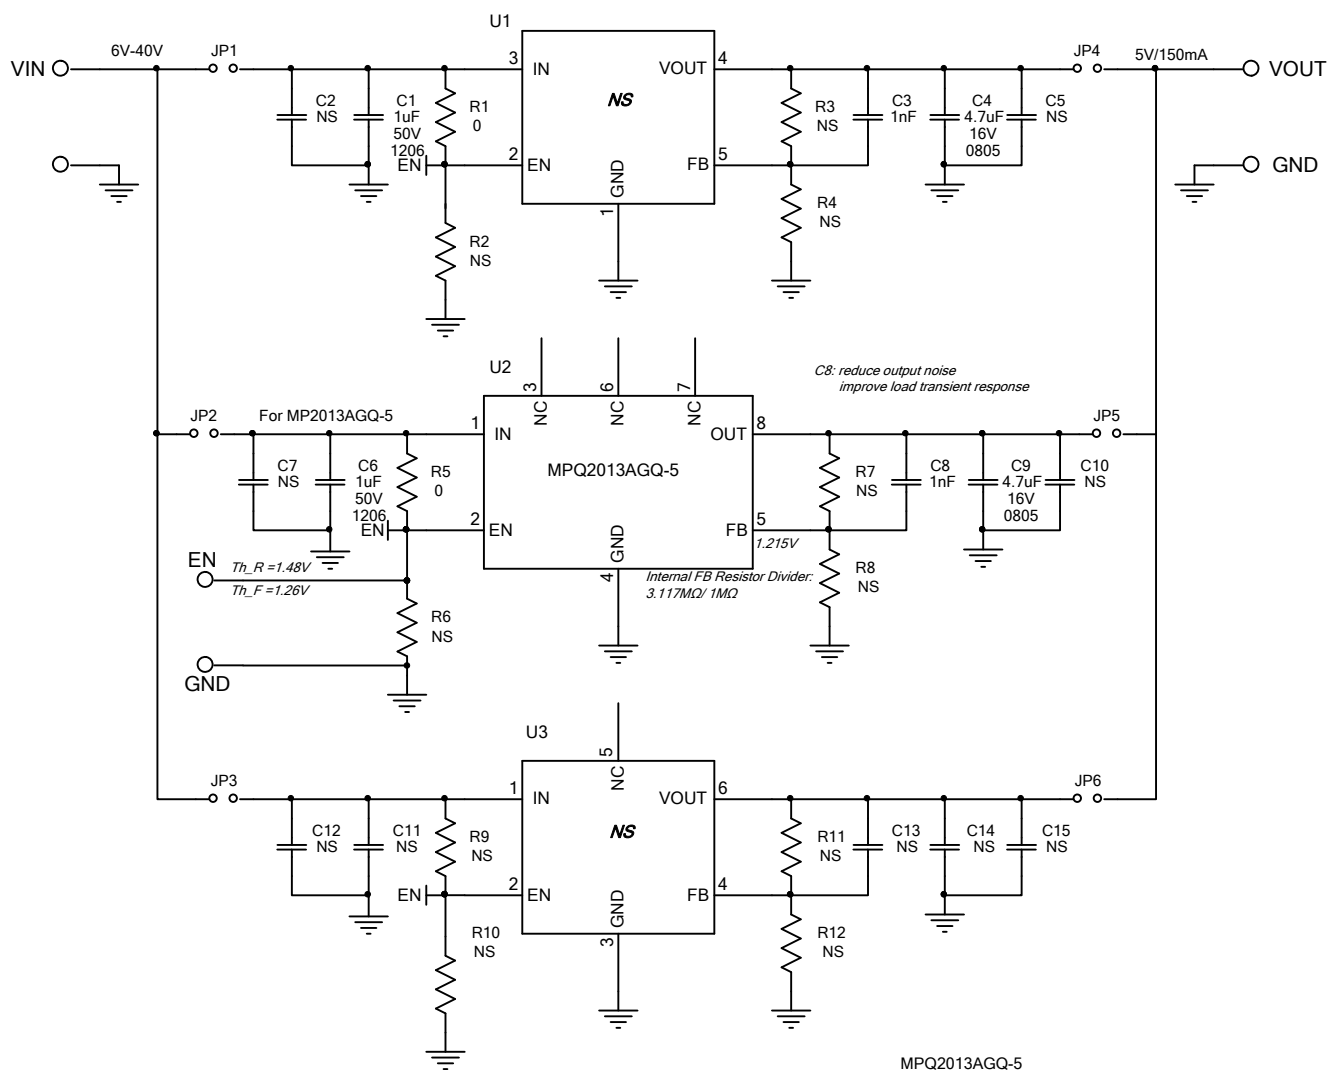 U1
6V-40V
JP1
VIN
3
IN
VOUT
4
JP4
5V/150mA
VOUT
NS
C2
NS
C1
1uF
50V
1206
R1
0
EN
2
EN
GND
1
FB
5
R3
NS
C3
1nF
C4
4.7uF
16V
0805
C5
NS
GND
R2
NS
R4
NS
U2
3
NC
6
NC
7
NC
C8: reduce output noise
improve load transient response
JP2
For MP2013AGQ-5
1
IN
OUT
8
JP5
MPQ2013AGQ-5
C7
NS
C6
1uF
50V
1206
R5
0
EN
2
EN
GND
4
FB
5
1.215V
R7
NS
C8
1nF
C9
4.7uF
16V
0805
C10
NS
EN
Th_R =1.48V
Th_F =1.26V
Internal FB Resistor Divider:
3.117MΩ/ 1MΩ
R8
NS
R6
NS
GND
U3
5
NC
JP3
1
IN
VOUT
6
JP6
NS
C12
NS
C11
NS
R9
NS
EN
2
EN
GND
3
FB
4
R11
NS
C13
NS
C14
NS
C15
NS
R10
NS
R12
NS
MPQ2013AGQ-5